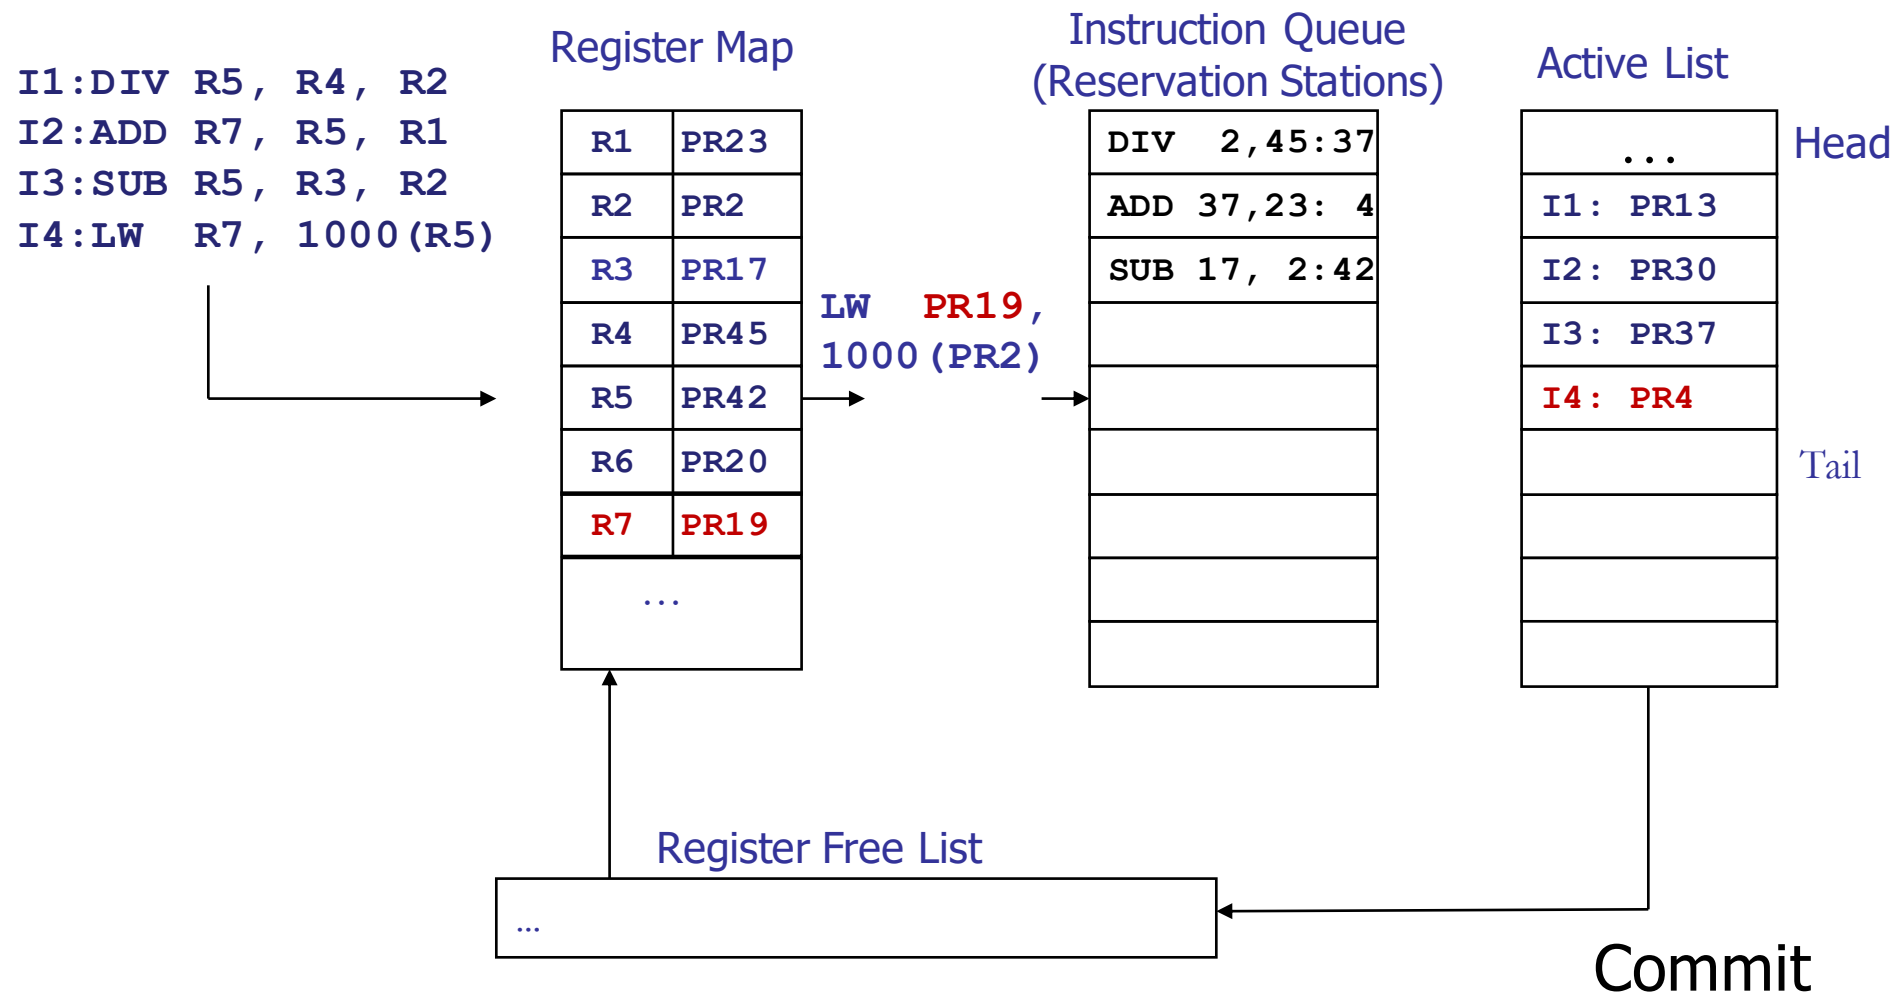 I1:DIV R5, R4, R2
I2:ADD R7, R5, R1
I3:SUB R5, R3, R2
I4:LW R7, 1000(R5)
Register Map
R1 PR23
R2 PR2
R3 PR17
R4 PR45
R5 PR42
R6 PR20
R7 PR19
...
LW PR19,
1000(PR2)
Instruction Queue
(Reservation Stations)
DIV 2,45:37
ADD 37,23: 4
SUB 17, 2:42
Active List
...
I1: PR13
I2: PR30
I3: PR37
I4: PR4
Head
Tail
Register Free List
...
Commit